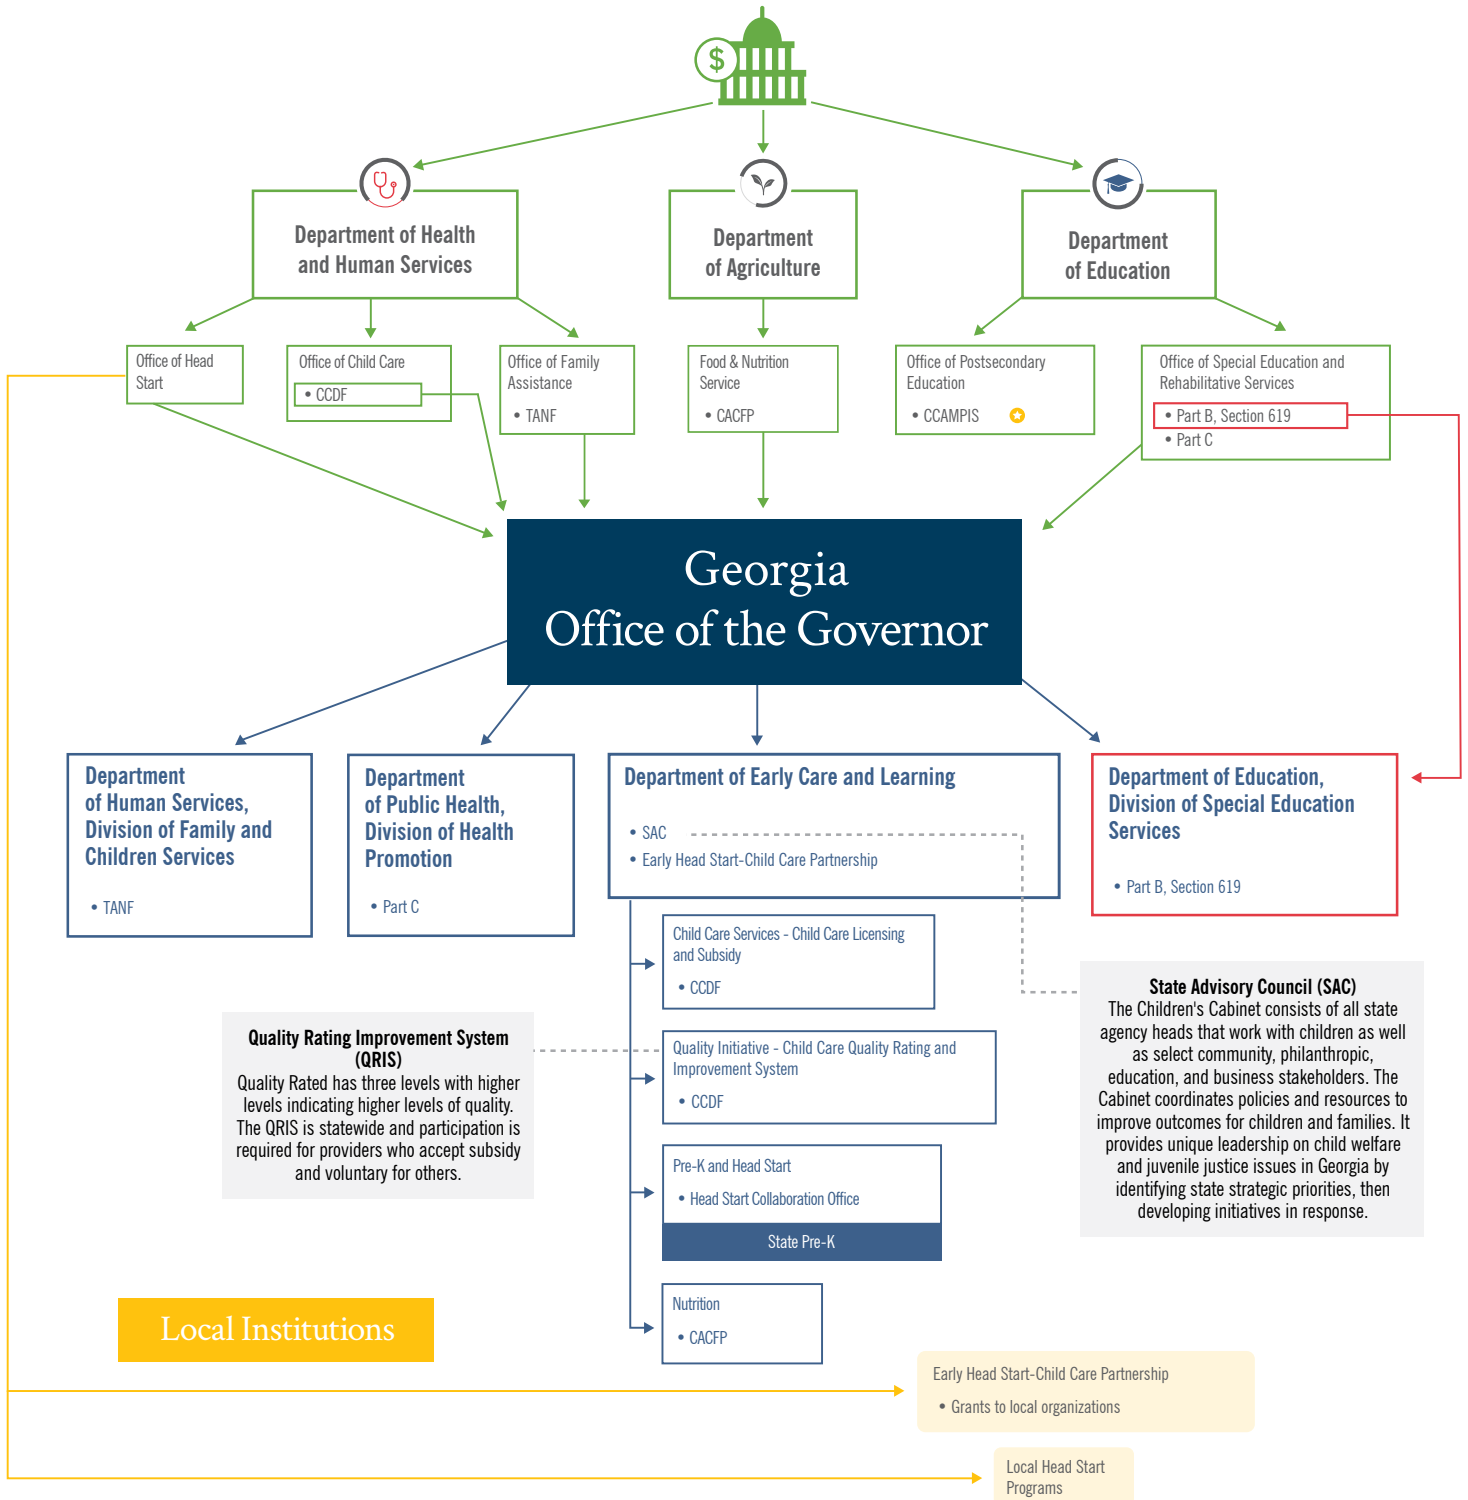 $
Department of Health
and Human Services
Department
of Agriculture
Department
of Education
Office of Head
Start
Office of Child Care
• CCDF
Office of Family
Assistance
• TANF
Food & Nutrition
Service
• CACFP
Office of Postsecondary
Education
• CCAMPIS
Office of Special Education and
Rehabilitative Services
• Part B, Section 619
• Part C
Georgia
Office of the Governor
Department
of Human Services,
Division of Family and
Children Services
• TANF
Department
of Public Health,
Division of Health
Promotion
• Part C
Department of Early Care and Learning
• SAC
• Early Head Start-Child Care Partnership
Department of Education,
Division of Special Education
Services
• Part B, Section 619
Child Care Services - Child Care Licensing
and Subsidy
• CCDF
Quality Initiative - Child Care Quality Rating and
Improvement System
• CCDF
Pre-K and Head Start
• Head Start Collaboration Office
State Pre-K
Nutrition
• CACFP
Quality Rating Improvement System
(QRIS)
Quality Rated has three levels with higher
levels indicating higher levels of quality.
The QRIS is statewide and participation is
required for providers who accept subsidy
and voluntary for others.
State Advisory Council (SAC)
The Children's Cabinet consists of all state
agency heads that work with children as well
as select community, philanthropic,
education, and business stakeholders. The
Cabinet coordinates policies and resources to
improve outcomes for children and families. It
provides unique leadership on child welfare
and juvenile justice issues in Georgia by
identifying state strategic priorities, then
developing initiatives in response.
Local Institutions
Early Head Start-Child Care Partnership
• Grants to local organizations
Local Head Start
Programs